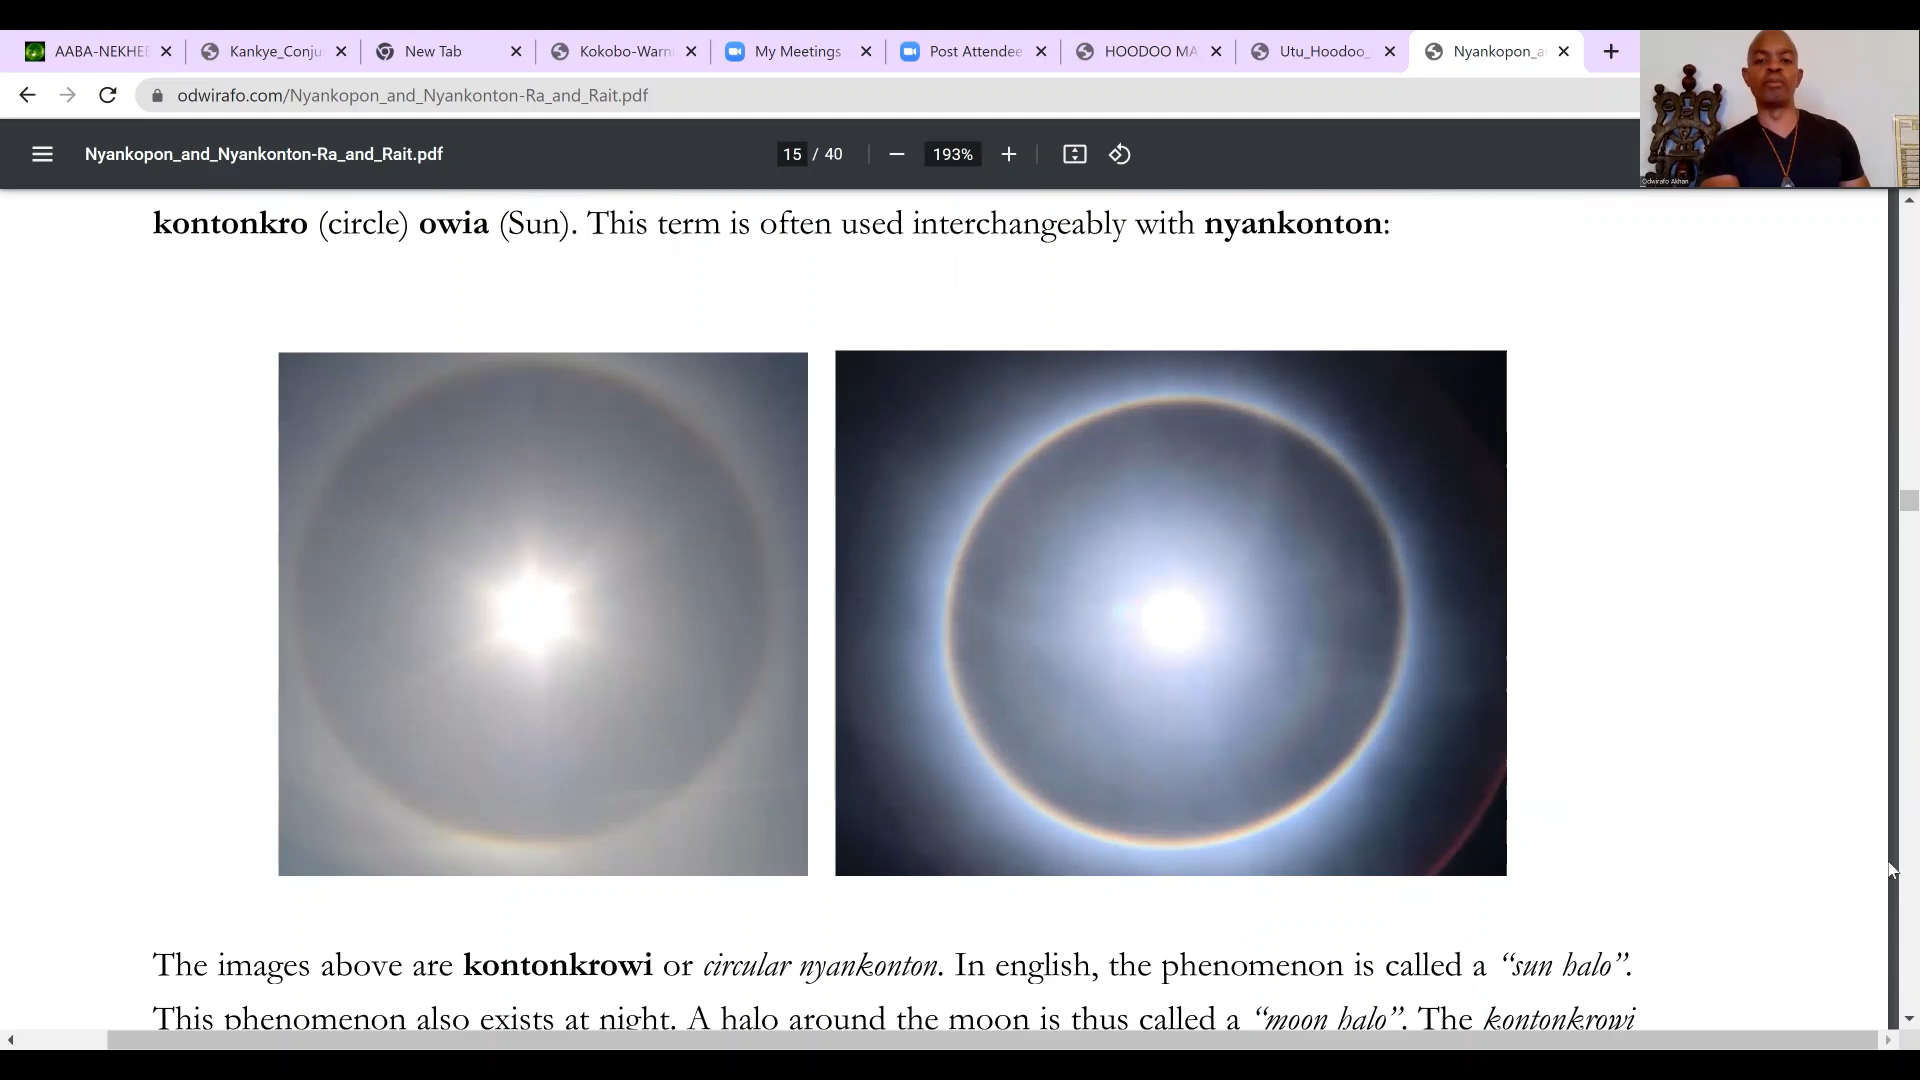 AABA-NEKHEB
Kankye_Conju
New Tab
Kokobo-Warn
My Meetings
Post Attendee
HOODOO MA
Utu_Hoodoo_
Nyankopon_a
odwirafo.com/Nyankopon_and_Nyankonton-Ra_and_Rait.pdf
Nyankopon_and_Nyankonton-Ra_and_Rait.pdf
15 / 40
193%
Odwirafo Akhan
kontonkro (circle) owia (Sun). This term is often used interchangeably with nyankonton:
The images above are kontonkrowi or circular nyankonton. In english, the phenomenon is called a “sun halo”.
This phenomenon also exists at night. A halo around the moon is thus called a “moon halo”. The kontonkrowi